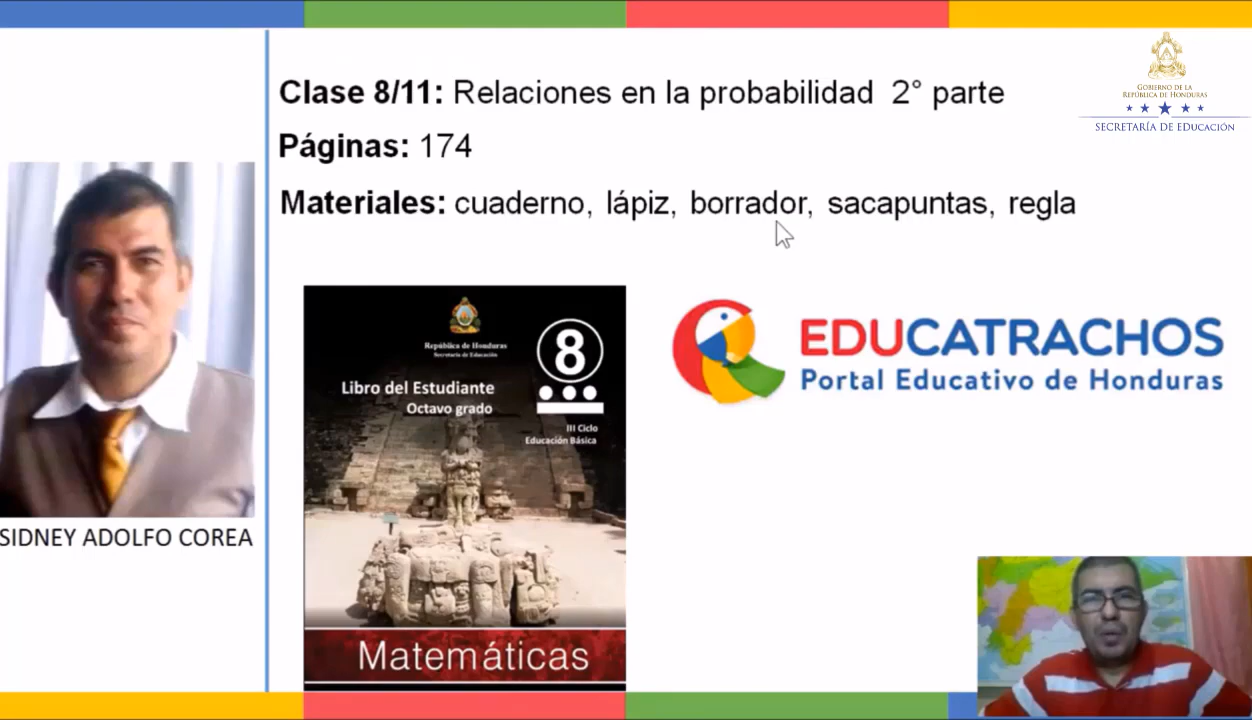 Clase 8/11: Relaciones en la probabilidad 2° parte
Páginas: 174
Materiales: cuaderno, lápiz, borrador, sacapuntas, regla
GOBIERNO DE LA
REPÚBLICA DE HONDURAS
SECRETARÍA DE EDUCACIÓN
SIDNEY ADOLFO COREA
República de Honduras
Secretaría de Educación
8
Libro del Estudiante
Octavo grado
III Ciclo
Educación Básica
Matemáticas
EDUCATRACHOS
Portal Educativo de Honduras